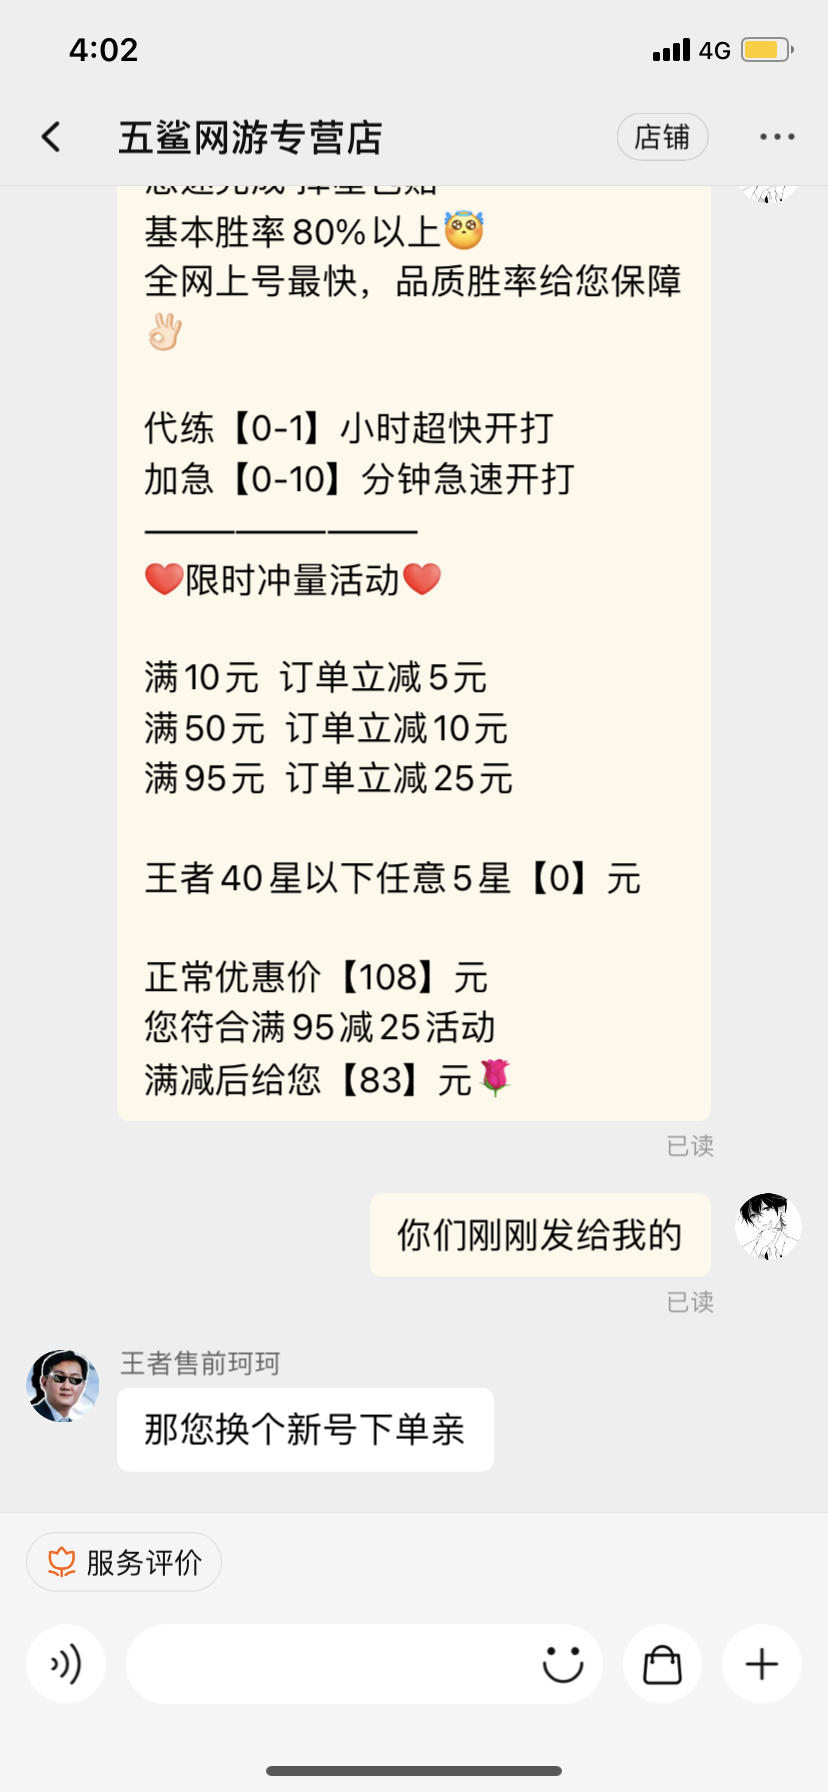 4:02
4G
五鲨网游专营店
店铺
基本胜率80%以上🥺
全网上号最快，品质胜率给您保障
👌🏻
代练【0-1】小时超快开打
加急【0-10】分钟急速开打
———————
❤️限时冲量活动❤️
满10元 订单立减5元
满50元 订单立减10元
满95元 订单立减25元
王者40星以下任意5星【0】元
正常优惠价【108】元
您符合满95减25活动
满减后给您【83】元🌹
已读
你们刚刚发给我的
已读
王者售前珂珂
那您换个新号下单亲
服务评价